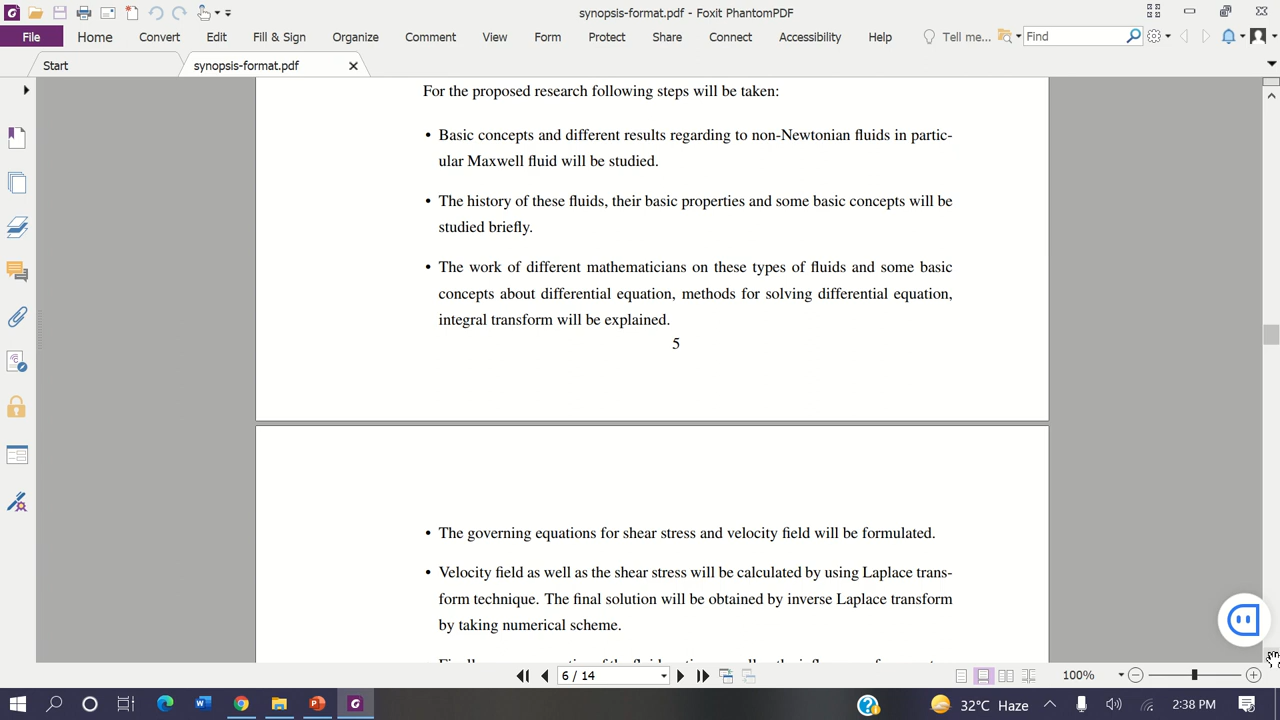 synopsis-format.pdf - Foxit PhantomPDF
File Home Convert Edit Fill & Sign Organize Comment View Form Protect Share Connect Accessibility Help Tell me... Find
Start synopsis-format.pdf
For the proposed research following steps will be taken:
• Basic concepts and different results regarding to non-Newtonian fluids in partic-
ular Maxwell fluid will be studied.
• The history of these fluids, their basic properties and some basic concepts will be
studied briefly.
• The work of different mathematicians on these types of fluids and some basic
concepts about differential equation, methods for solving differential equation,
integral transform will be explained.
5
• The governing equations for shear stress and velocity field will be formulated.
• Velocity field as well as the shear stress will be calculated by using Laplace trans-
form technique. The final solution will be obtained by inverse Laplace transform
by taking numerical scheme.
6 / 14 100%
32°C Haze 2:38 PM